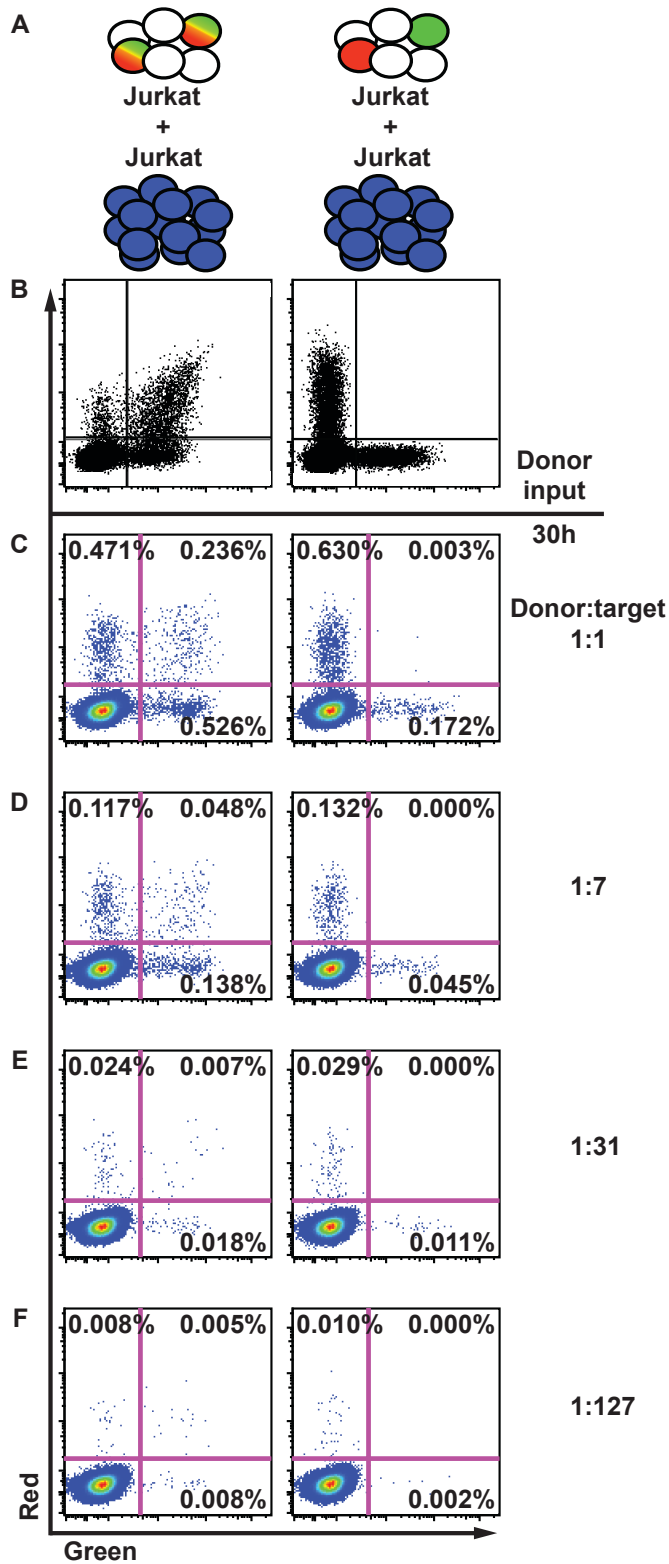 A
Jurkat
+
Jurkat
Jurkat
+
Jurkat
B
Donor
input
30h
C
0.471% 0.236%
0.526%
0.630% 0.003%
0.172%
Donor:target
1:1
D
0.117% 0.048%
0.138%
0.132% 0.000%
0.045%
1:7
E
0.024% 0.007%
0.018%
0.029% 0.000%
0.011%
1:31
F
0.008% 0.005%
0.008%
0.010% 0.000%
0.002%
1:127
Red
Green